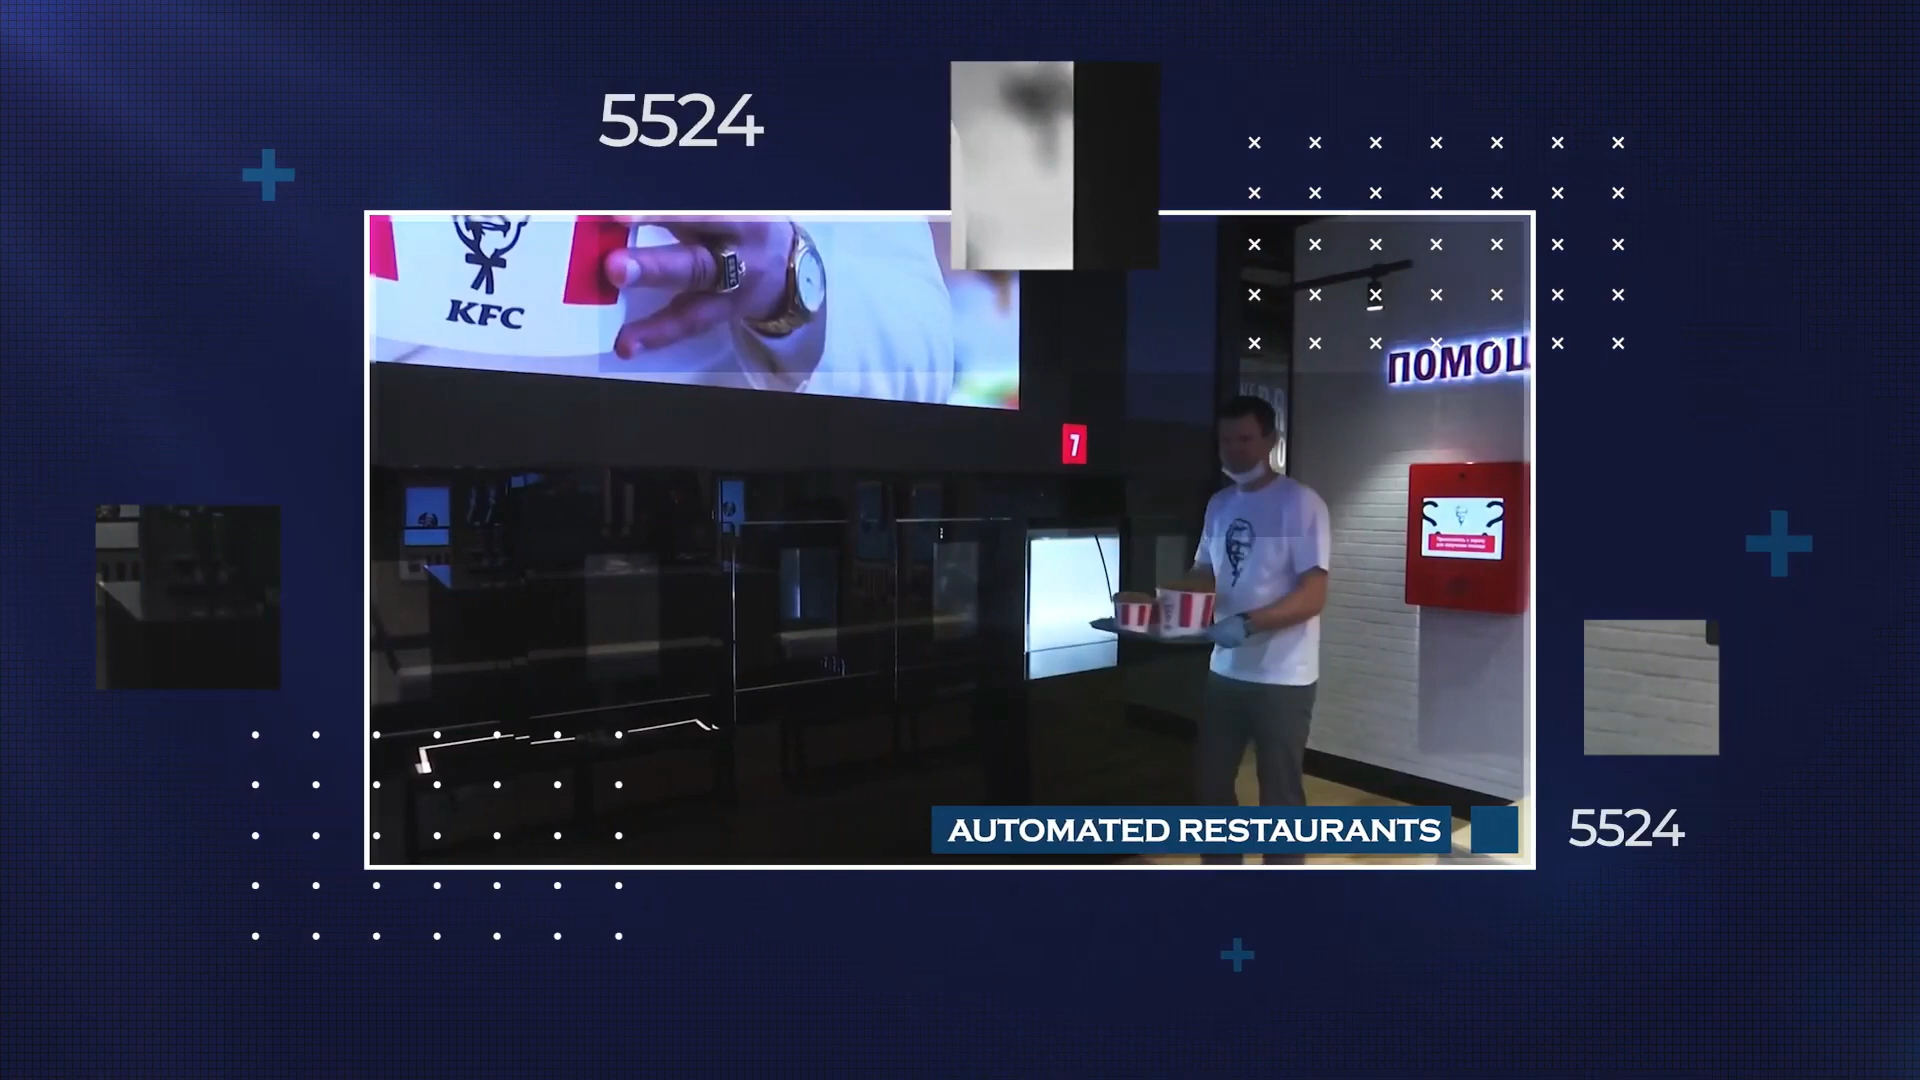 5524
KFC
7
ПОМОЩ
AUTOMATED RESTAURANTS
5524